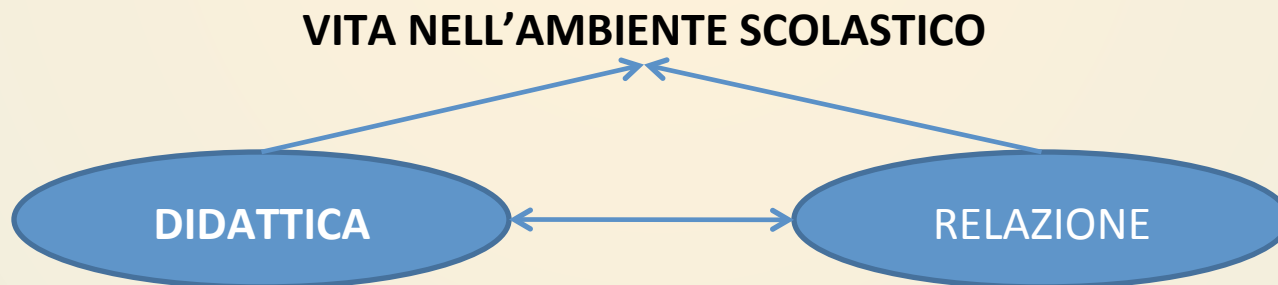 VITA NELL’AMBIENTE SCOLASTICO
DIDATTICA
RELAZIONE